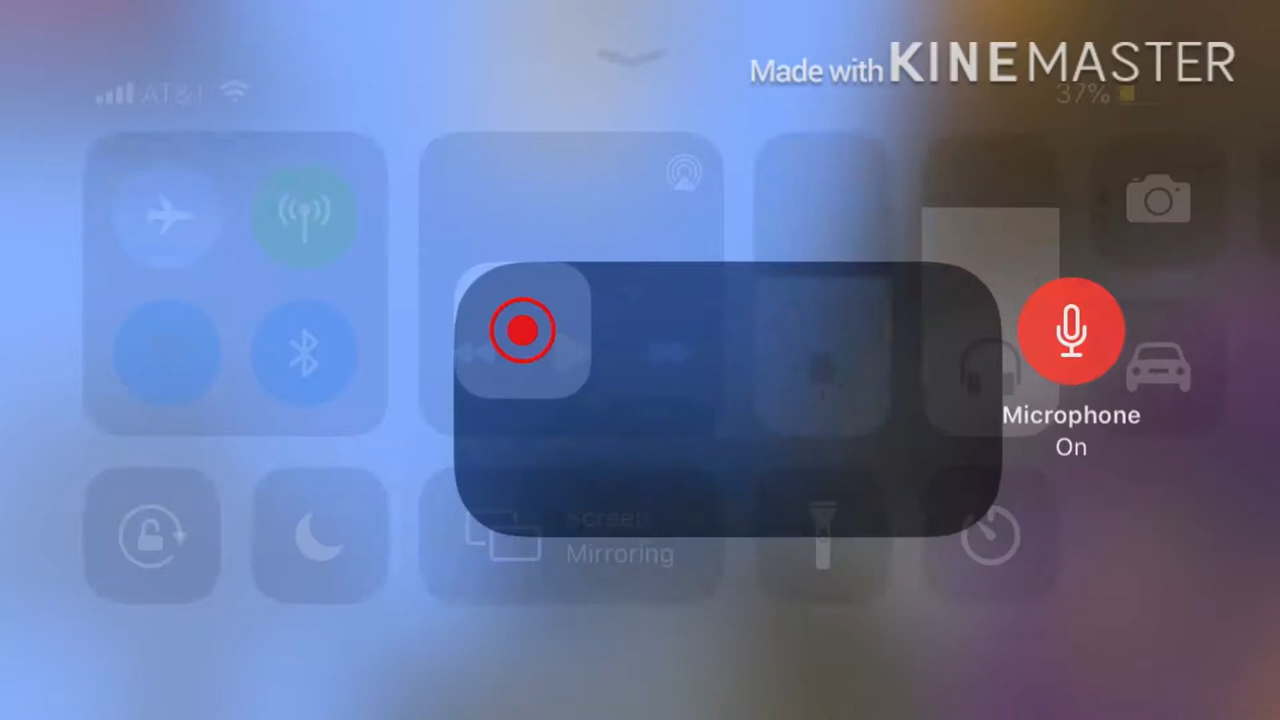 Made with KINEMASTER
AT&T
37%
Microphone
On
Screen
Mirroring